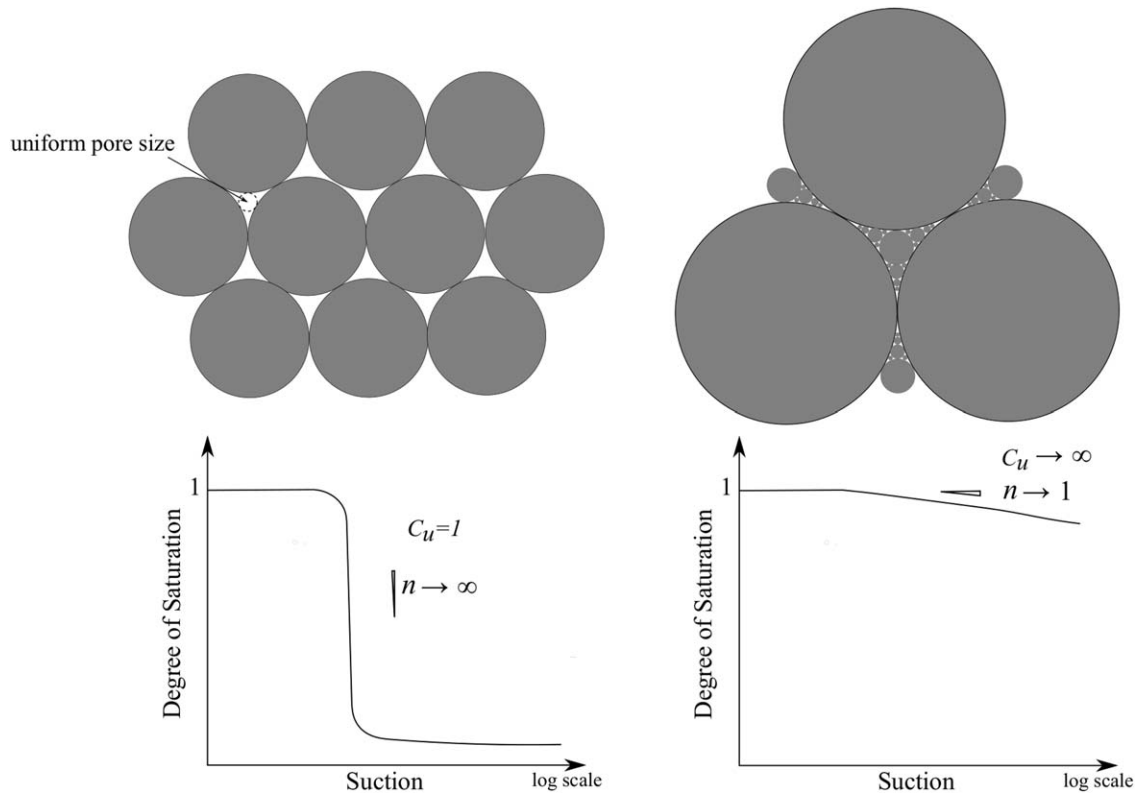 uniform pore size
1
C_u=1
n → ∞
Degree of Saturation
Suction
log scale
C_u → ∞
1
n → 1
Degree of Saturation
Suction
log scale